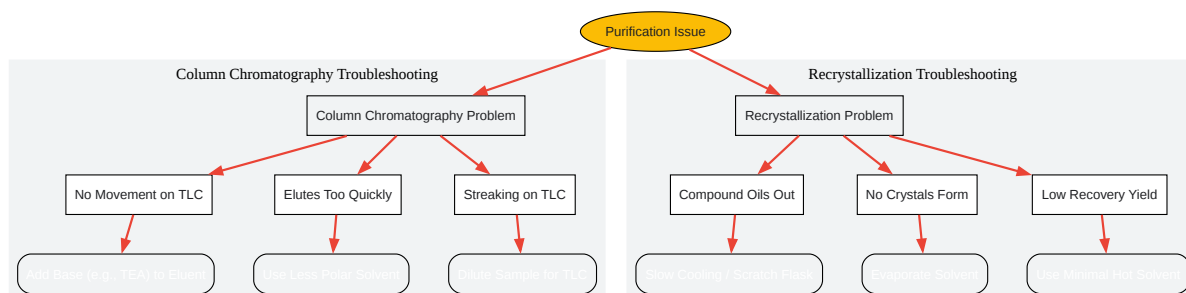 Purification Issue
Column Chromatography Troubleshooting
Recrystallization Troubleshooting
Column Chromatography Problem
Recrystallization Problem
No Movement on TLC
Elutes Too Quickly
Streaking on TLC
Compound Oils Out
No Crystals Form
Low Recovery Yield
Add Base (e.g., TEA) to Eluent
Use Less Polar Solvent
Dilute Sample for TLC
Slow Cooling / Scratch Flask
Evaporate Solvent
Use Minimal Hot Solvent